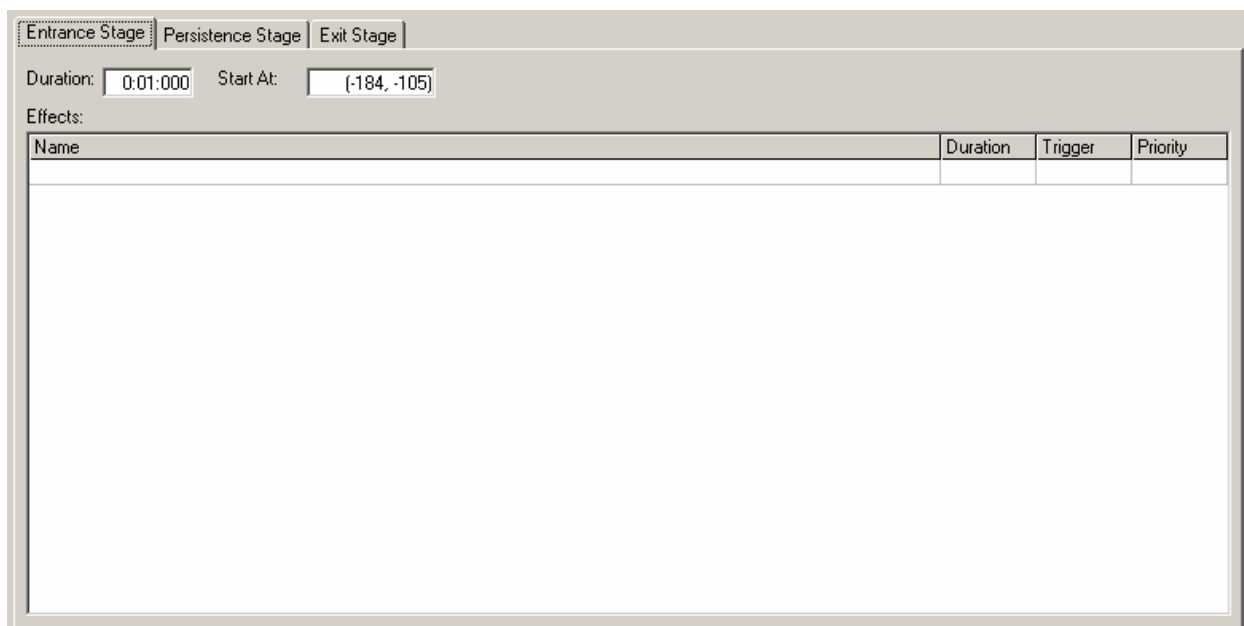 Entrance Stage Persistence Stage Exit Stage
Duration: 0:01:000 Start At: (-184, -105)
Effects:
Name Duration Trigger Priority